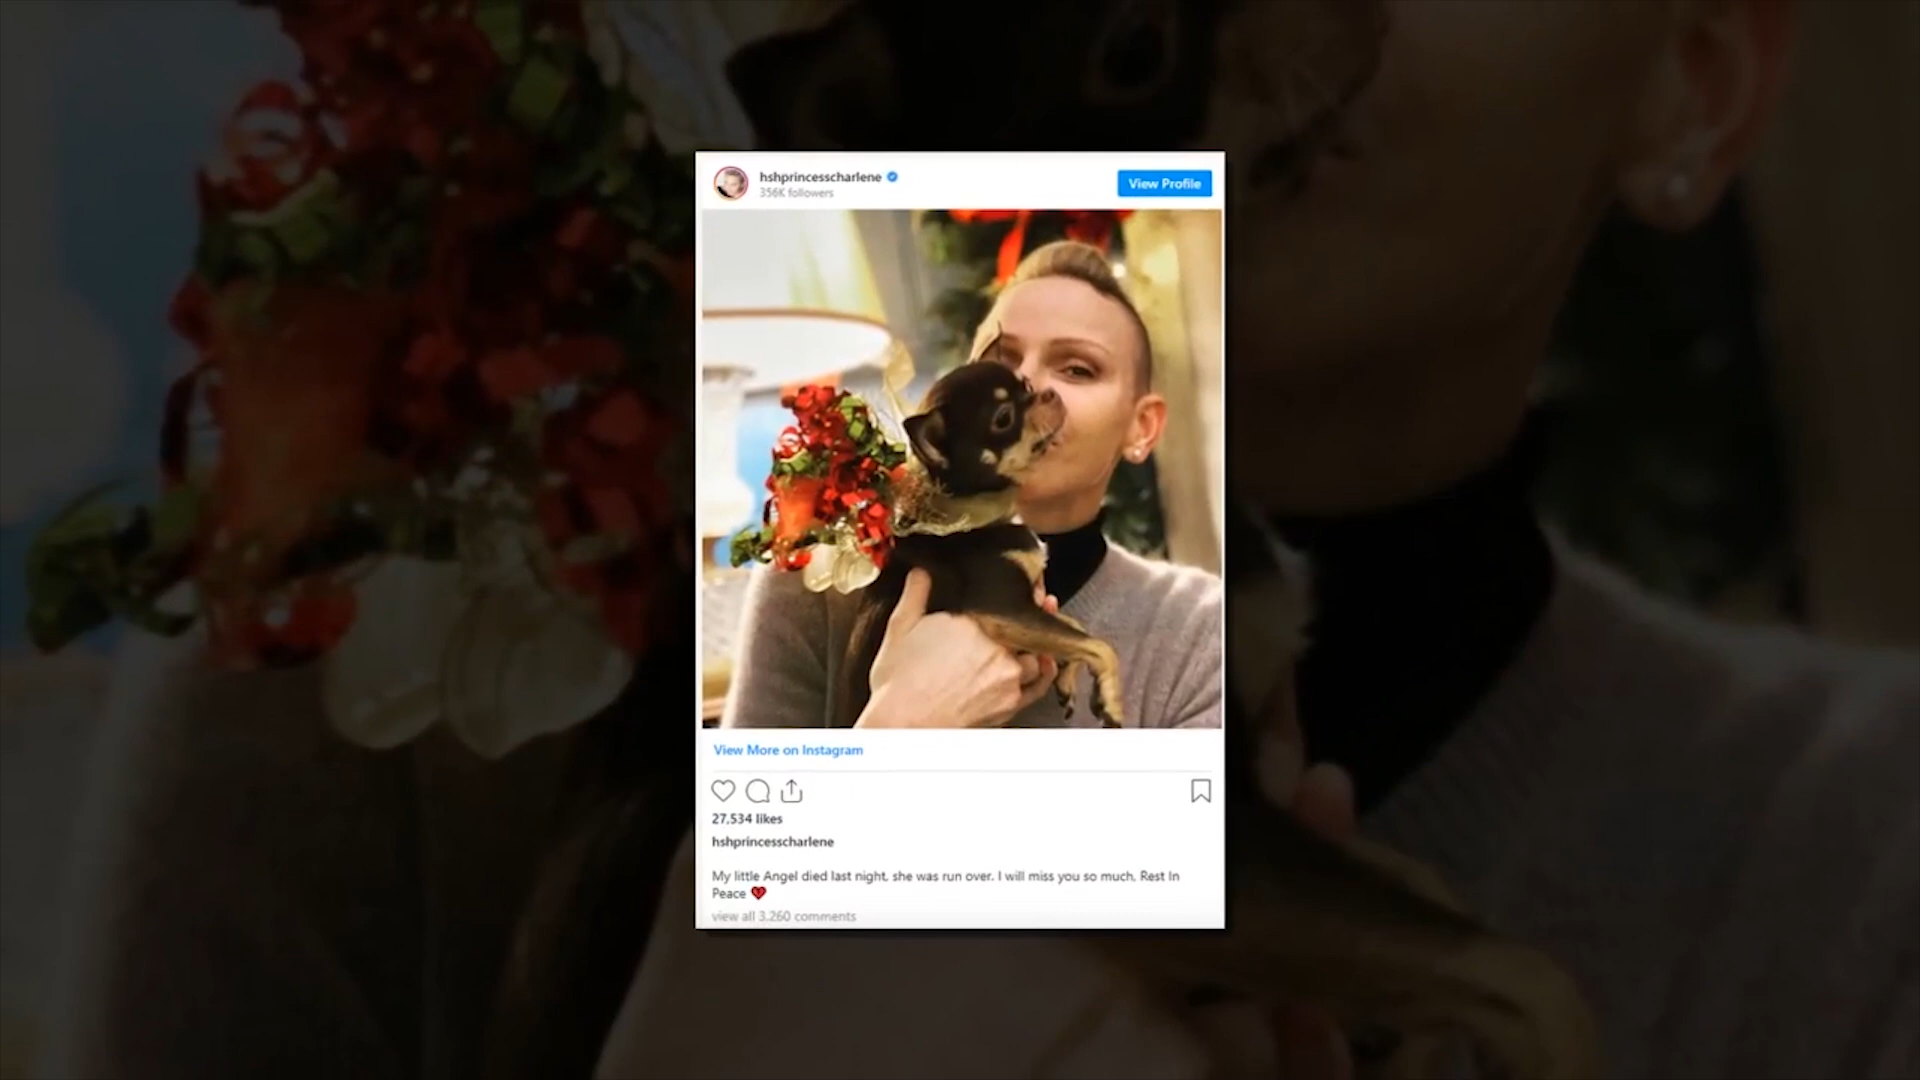 hshprincesscharlene
356K followers
View Profile
View More on Instagram
27,534 likes
hshprincesscharlene
My little Angel died last night, she was run over. I will miss you so much, Rest In
Peace 💔
view all 3,260 comments